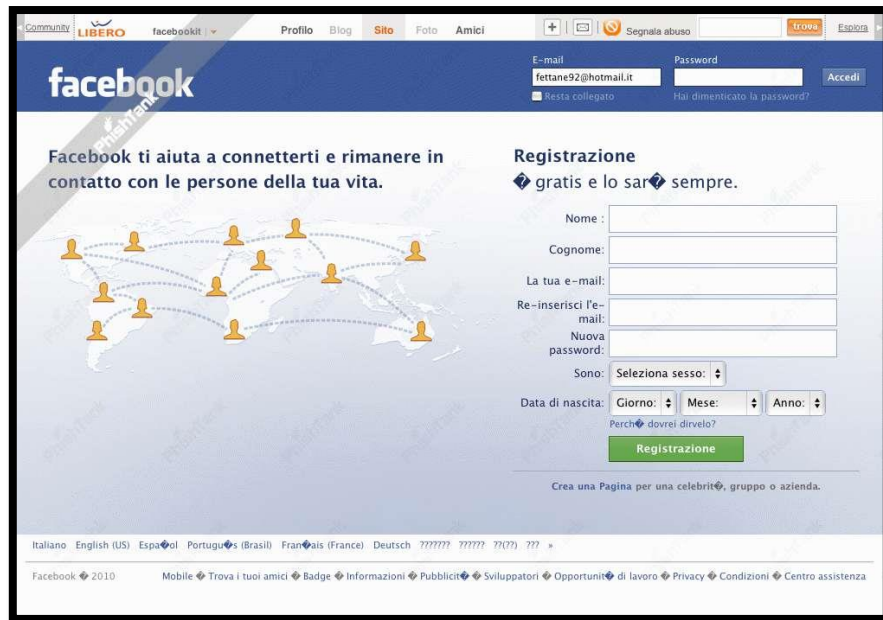 Community LIBERO facebookit Profilo Blog Sito Foto Amici Segnala abuso trova Esplora
E-mail Password
facebook fettane92@hotmail.it Accedi
Resta collegato Hai dimenticato la password?
PhishTank
Facebook ti aiuta a connetterti e rimanere in
contatto con le persone della tua vita.
Registrazione
� gratis e lo sar� sempre.
Nome :
Cognome:
La tua e-mail:
Re-inserisci l'e-
mail:
Nuova
password:
Sono: Seleziona sesso:
Data di nascita: Giorno: Mese: Anno:
Perch� dovrei dirvelo?
Registrazione
Crea una Pagina per una celebrit�, gruppo o azienda.
Italiano English (US) Espa�ol Portugu�s (Brasil) Fran�ais (France) Deutsch ??????? ?????? ??(??) ??? »
Facebook � 2010 Mobile � Trova i tuoi amici � Badge � Informazioni � Pubblicit� � Sviluppatori � Opportunit� di lavoro � Privacy � Condizioni � Centro assistenza